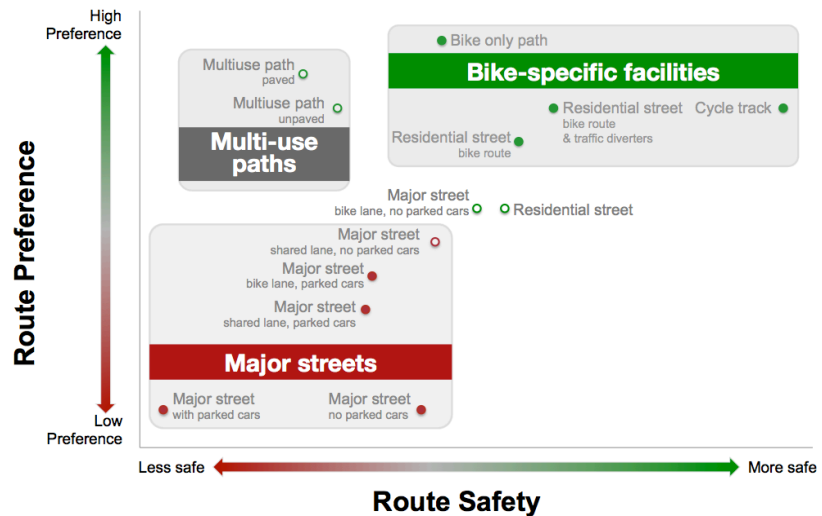 High
Preference
Bike only path
Bike-specific facilities
Multiuse path
paved
Multiuse path
unpaved
Multi-use
paths
Residential street
bike route
& traffic diverters
Cycle track
Residential street
bike route
Major street
bike lane, no parked cars
Residential street
Major street
shared lane, no parked cars
Major street
bike lane, parked cars
Major street
shared lane, parked cars
Major streets
Major street
with parked cars
Major street
no parked cars
Route Preference
Low
Preference
Less safe
More safe
Route Safety